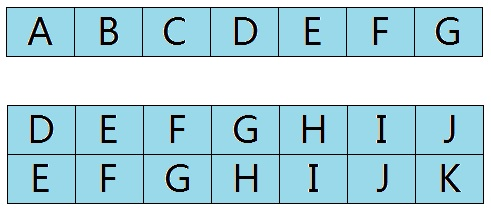 A B C D E F G
D E F G H I J
E F G H I J K